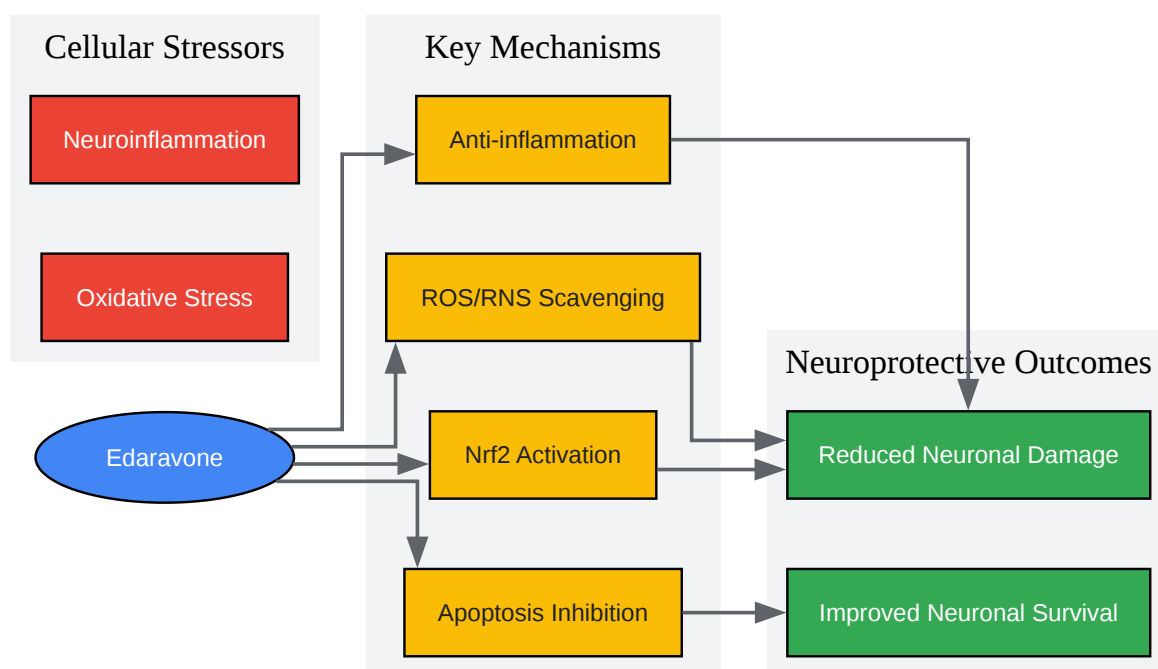 Cellular Stressors
Neuroinflammation
Oxidative Stress
Edaravone
Key Mechanisms
Anti-inflammation
ROS/RNS Scavenging
Nrf2 Activation
Apoptosis Inhibition
Neuroprotective Outcomes
Reduced Neuronal Damage
Improved Neuronal Survival